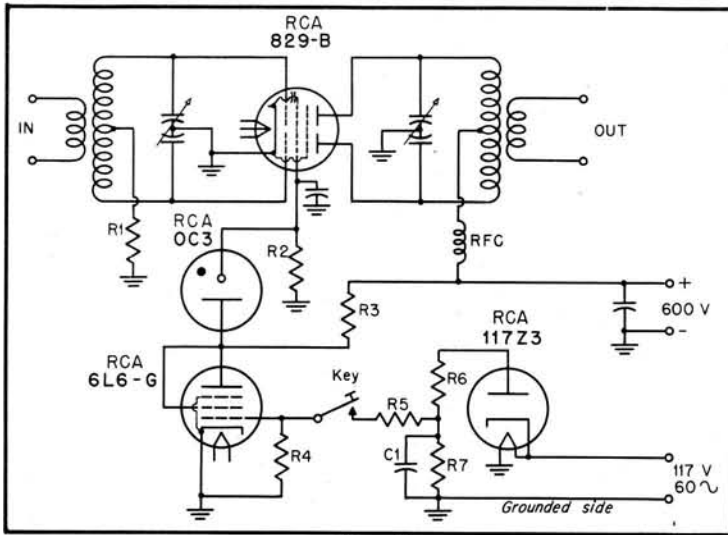 RCA
829-B
IN
OUT
R1
RCA
OC3
R2
RFC
R3
+
600 V
-
RCA
6L6-G
Key
RCA
117Z3
R6
R5
R4
C1
R7
117 V
60~
Grounded side